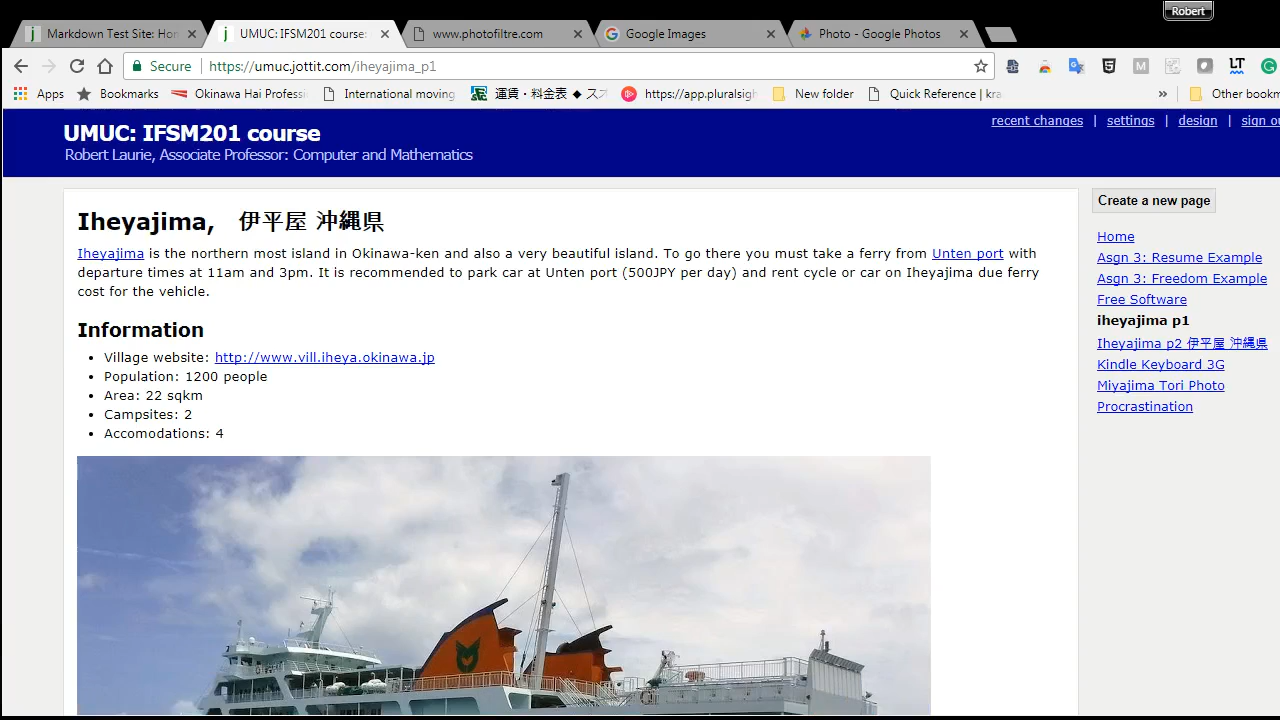 Robert
Markdown Test Site: Hon
UMUC: IFSM201 course
www.photofiltre.com
Google Images
Photo - Google Photos
Secure
https://umuc.jottit.com/iheyajima_p1
LT
Apps
Bookmarks
Okinawa Hai Profess
International moving
運賃・料金表 ◆ ス
https://app.pluralsigh
New folder
Quick Reference | kra
»
Other bookm
UMUC: IFSM201 course
Robert Laurie, Associate Professor: Computer and Mathematics
recent changes | settings | design | sign ou
Iheyajima, 伊平屋 沖縄県
Iheyajima is the northern most island in Okinawa-ken and also a very beautiful island. To go there you must take a ferry from Unten port with
departure times at 11am and 3pm. It is recommended to park car at Unten port (500JPY per day) and rent cycle or car on Iheyajima due ferry
cost for the vehicle.
Information
• Village website: http://www.vill.iheya.okinawa.jp
• Population: 1200 people
• Area: 22 sqkm
• Campsites: 2
• Accomodations: 4
Create a new page
Home
Asgn 3: Resume Example
Asgn 3: Freedom Example
Free Software
iheyajima p1
Iheyajima p2 伊平屋 沖縄県
Kindle Keyboard 3G
Miyajima Tori Photo
Procrastination